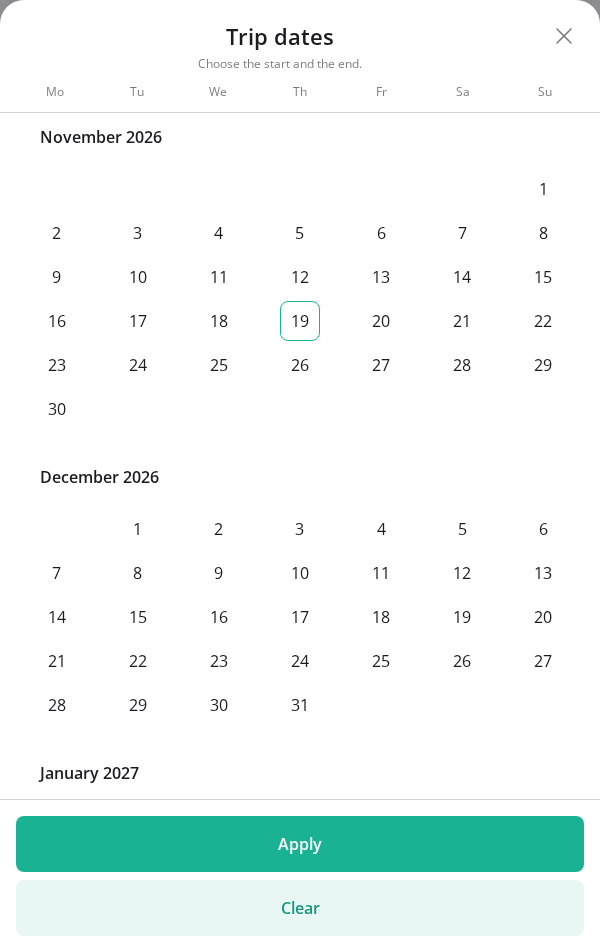 Trip dates
Choose the start and the end.
Mo Tu We Th Fr Sa Su
November 2026
1
2 3 4 5 6 7 8
9 10 11 12 13 14 15
16 17 18 19 20 21 22
23 24 25 26 27 28 29
30
December 2026
1 2 3 4 5 6
7 8 9 10 11 12 13
14 15 16 17 18 19 20
21 22 23 24 25 26 27
28 29 30 31
January 2027
Apply
Clear